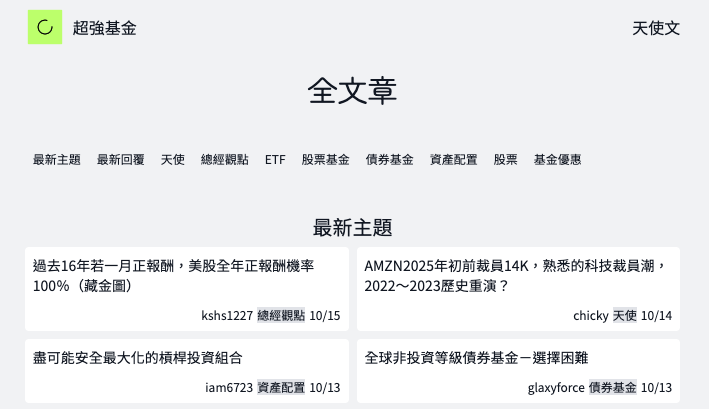 超強基金
天使文
全文章
最新主題 最新回覆 天使 總經觀點 ETF 股票基金 債券基金 資產配置 股票 基金優惠
最新主題
過去16年若一月正報酬，美股全年正報酬機率
100%（藏金圖）
kshs1227 總經觀點 10/15
AMZN2025年初前裁員14K，熟悉的科技裁員潮，
2022～2023歷史重演？
chicky 天使 10/14
盡可能安全最大化的槓桿投資組合
iam6723 資產配置 10/13
全球非投資等級債券基金－選擇困難
glaxyforce 債券基金 10/13